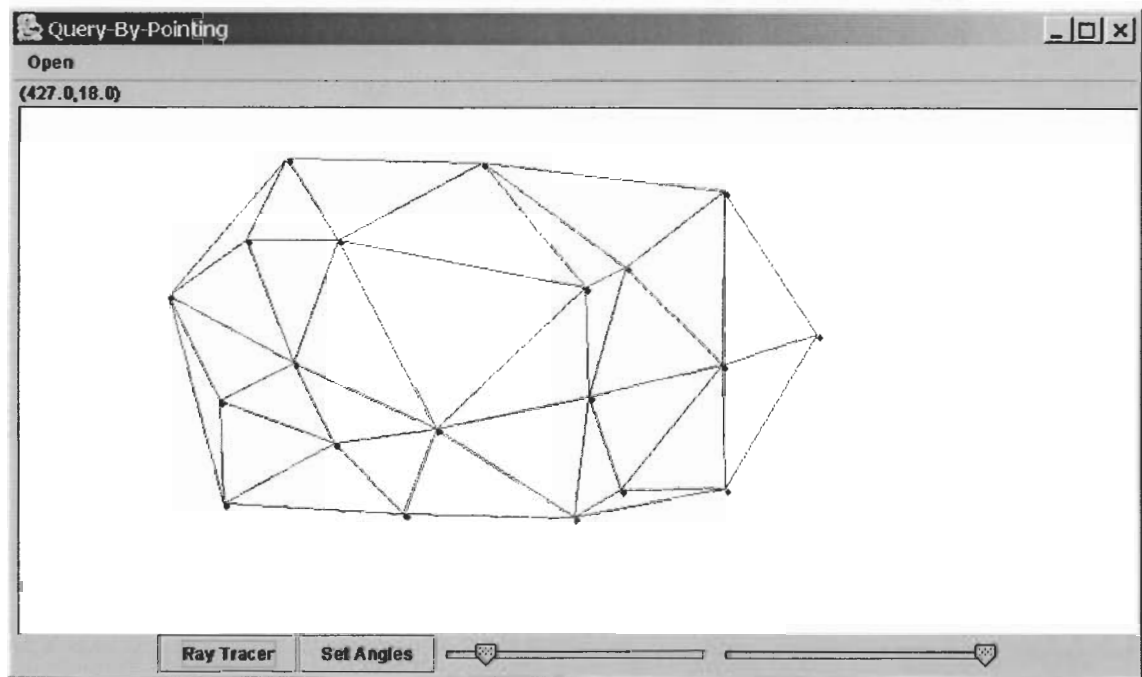 Query-By-Pointing
Open
(427.0,18.0)
Ray Tracer Set Angles